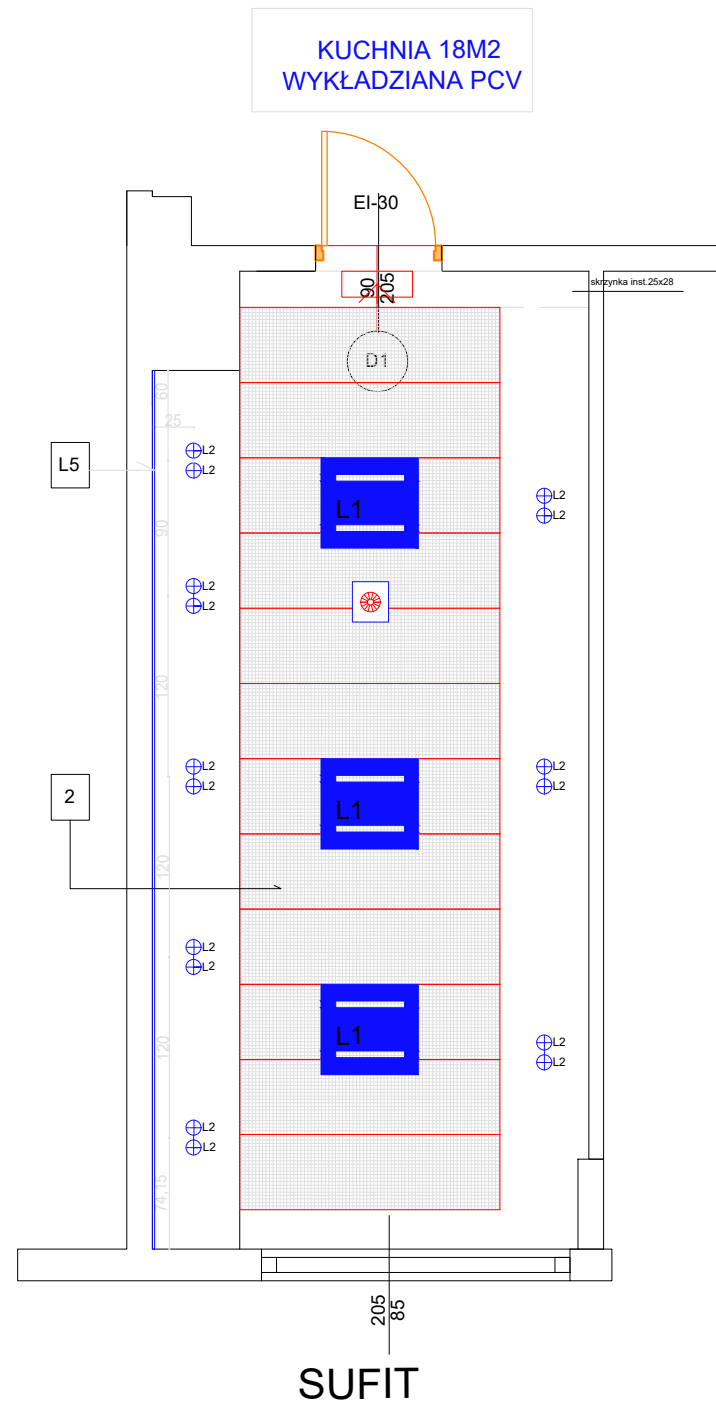 KUCHNIA 18M2
WYKŁADZIANA PCV
EI-30
90
205
skrzynka inst.25x28
D1
60
25
L5
L2
L2
L2
L2
L1
90
L2
L2
120
L2
L2
L2
L2
2
L1
120
L2
L2
120
L1
L2
L2
L2
L2
74,15
205
85
SUFIT